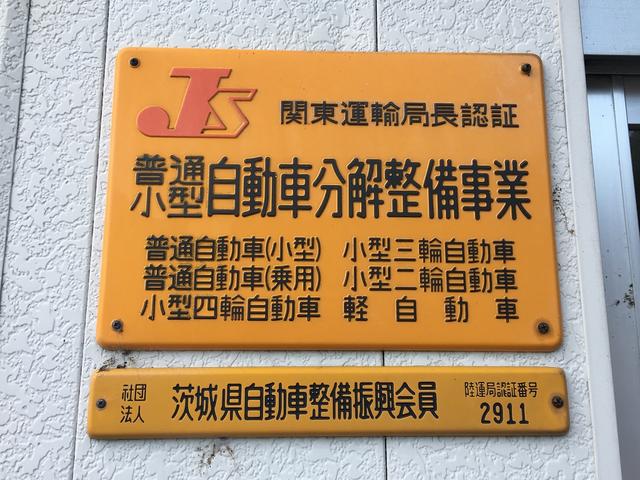 JS 関東運輸局長認証
普通小型自動車分解整備事業
普通自動車(小型) 小型三輪自動車
普通自動車(乗用) 小型二輪自動車
小型四輪自動車 軽自動車
社団法人 茨城県自動車整備振興会員 陸運局認証番号 2911